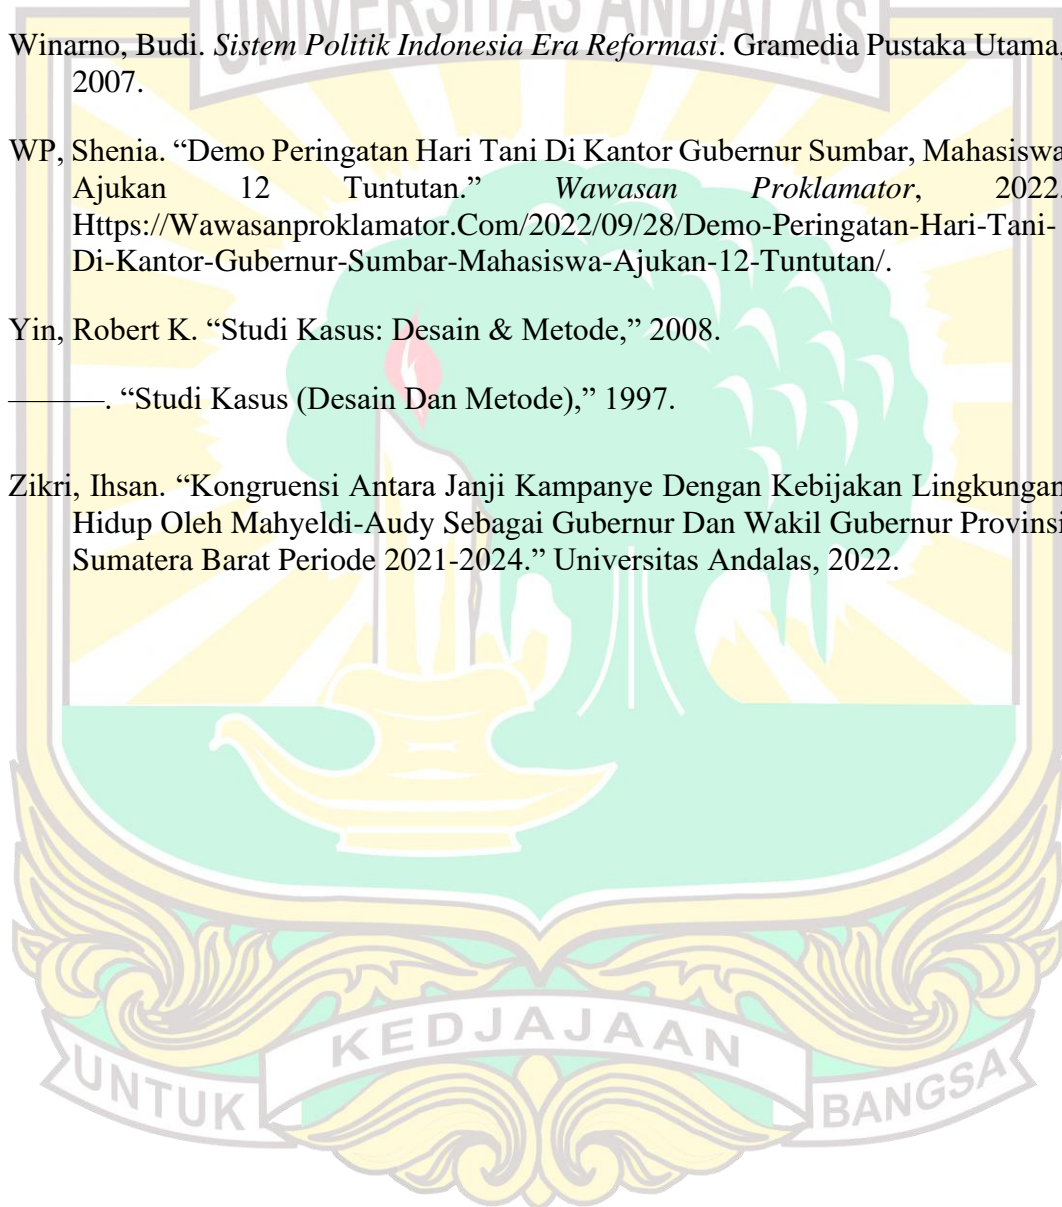 UNIVERSITAS ANDALAS
Winarno, Budi. Sistem Politik Indonesia Era Reformasi. Gramedia Pustaka Utama,
2007.
WP, Shenia. “Demo Peringatan Hari Tani Di Kantor Gubernur Sumbar, Mahasiswa
Ajukan 12 Tuntutan.” Wawasan Proklamator, 2022.
Https://Wawasanproklamator.Com/2022/09/28/Demo-Peringatan-Hari-Tani-
Di-Kantor-Gubernur-Sumbar-Mahasiswa-Ajukan-12-Tuntutan/.
Yin, Robert K. “Studi Kasus: Desain & Metode,” 2008.
———. “Studi Kasus (Desain Dan Metode),” 1997.
Zikri, Ihsan. “Kongruensi Antara Janji Kampanye Dengan Kebijakan Lingkungan
Hidup Oleh Mahyeldi-Audy Sebagai Gubernur Dan Wakil Gubernur Provinsi
Sumatera Barat Periode 2021-2024.” Universitas Andalas, 2022.
UNTUK KEDJAJAAN BANGSA